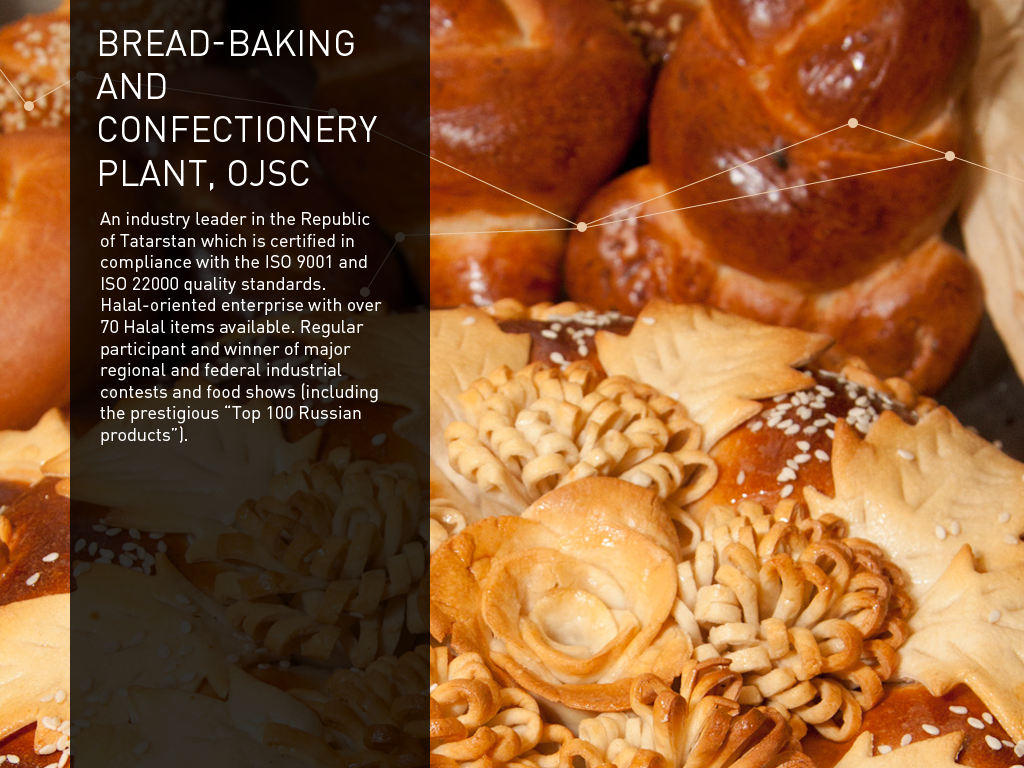 BREAD-BAKING
AND
CONFECTIONERY
PLANT, OJSC
An industry leader in the Republic
of Tatarstan which is certified in
compliance with the ISO 9001 and
ISO 22000 quality standards.
Halal-oriented enterprise with over
70 Halal items available. Regular
participant and winner of major
regional and federal industrial
contests and food shows (including
the prestigious “Top 100 Russian
products”).